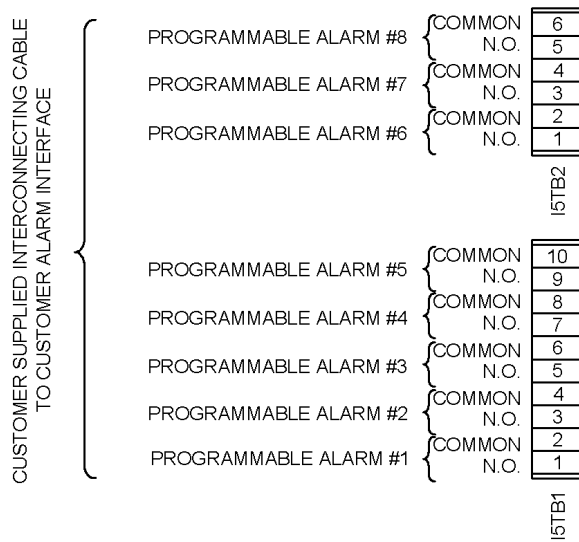 CUSTOMER SUPPLIED INTERCONNECTING CABLE
TO CUSTOMER ALARM INTERFACE
PROGRAMMABLE ALARM #8
COMMON 6
N.O. 5
PROGRAMMABLE ALARM #7
COMMON 4
N.O. 3
PROGRAMMABLE ALARM #6
COMMON 2
N.O. 1
I5TB2
PROGRAMMABLE ALARM #5
COMMON 10
N.O. 9
PROGRAMMABLE ALARM #4
COMMON 8
N.O. 7
PROGRAMMABLE ALARM #3
COMMON 6
N.O. 5
PROGRAMMABLE ALARM #2
COMMON 4
N.O. 3
PROGRAMMABLE ALARM #1
COMMON 2
N.O. 1
I5TB1